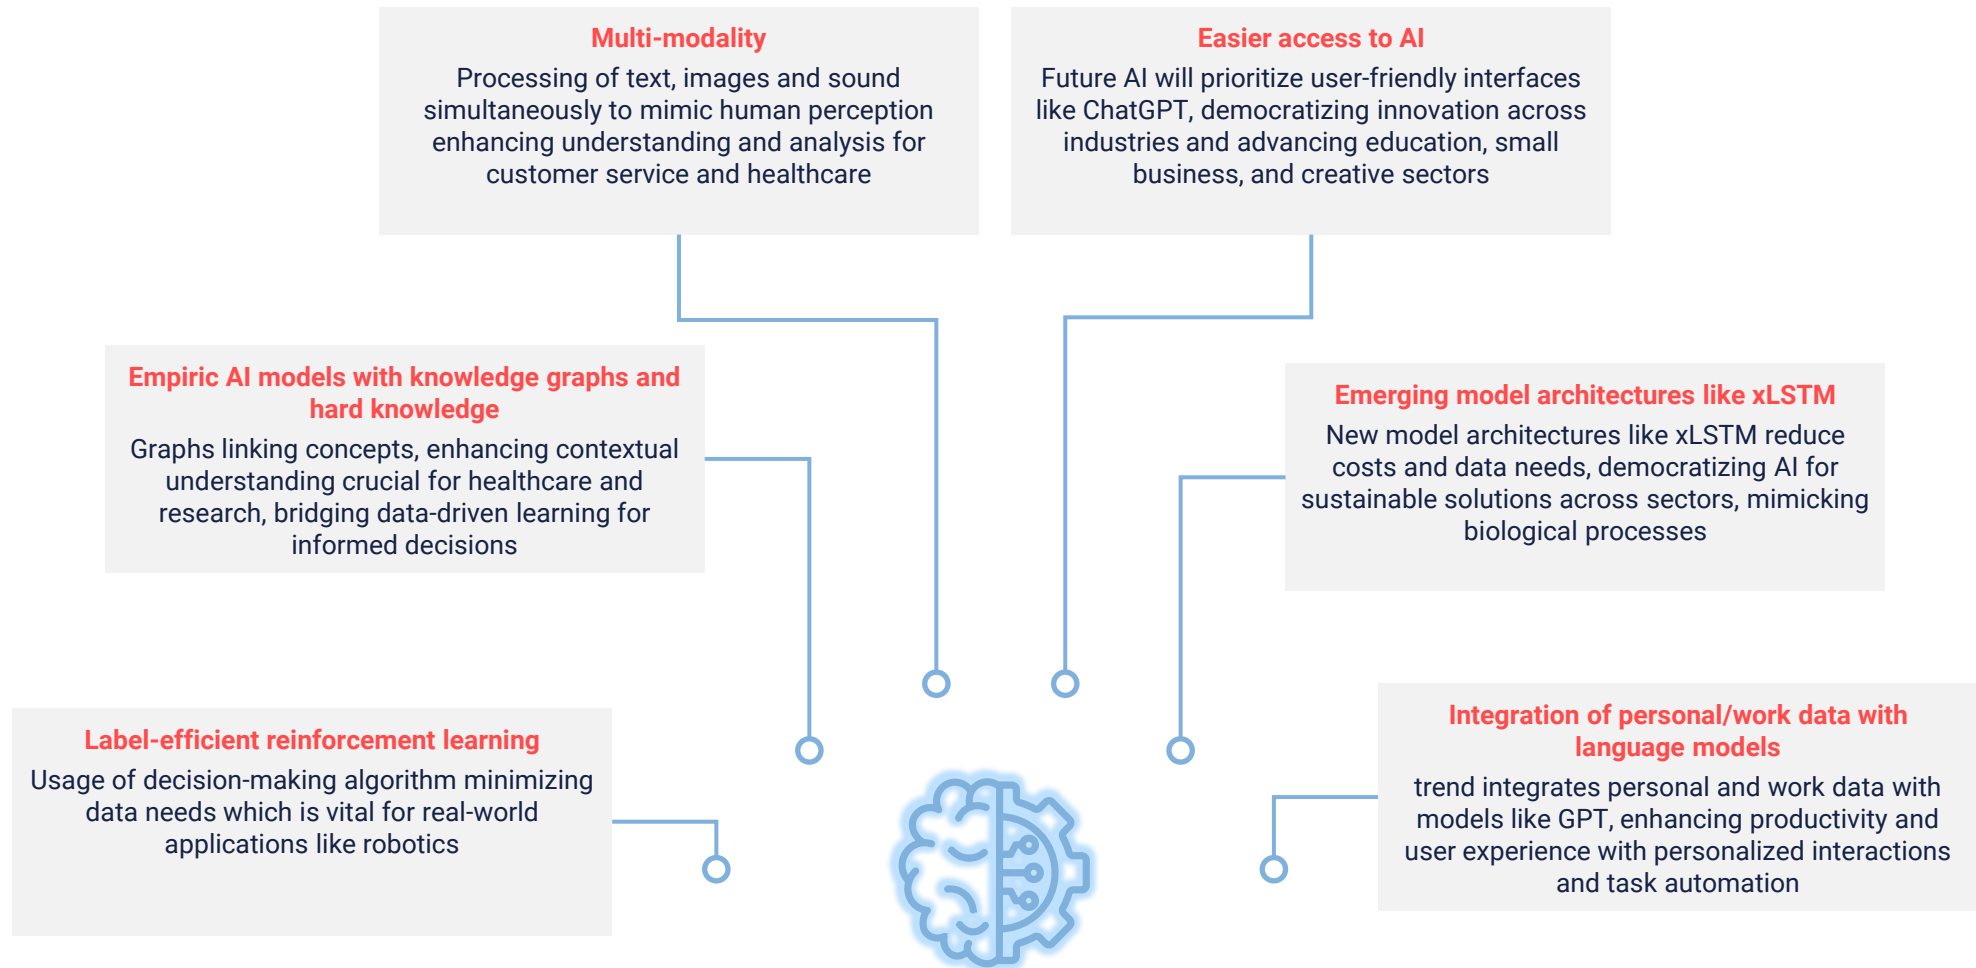 Multi-modality
Processing of text, images and sound
simultaneously to mimic human perception
enhancing understanding and analysis for
customer service and healthcare
Easier access to AI
Future AI will prioritize user-friendly interfaces
like ChatGPT, democratizing innovation across
industries and advancing education, small
business, and creative sectors
Empiric AI models with knowledge graphs and
hard knowledge
Graphs linking concepts, enhancing contextual
understanding crucial for healthcare and
research, bridging data-driven learning for
informed decisions
Emerging model architectures like xLSTM
New model architectures like xLSTM reduce
costs and data needs, democratizing AI for
sustainable solutions across sectors, mimicking
biological processes
Label-efficient reinforcement learning
Usage of decision-making algorithm minimizing
data needs which is vital for real-world
applications like robotics
Integration of personal/work data with
language models
trend integrates personal and work data with
models like GPT, enhancing productivity and
user experience with personalized interactions
and task automation